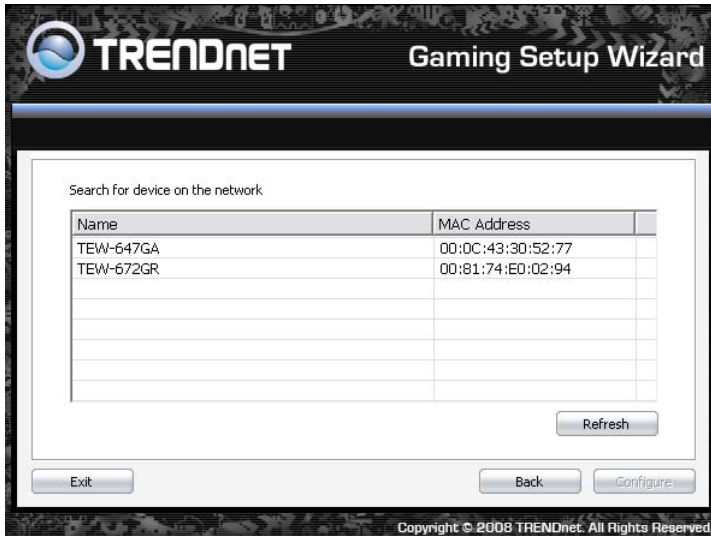 TRENDNET Gaming Setup Wizard
Search for device on the network
Name MAC Address
TEW-647GA 00:0C:43:30:52:77
TEW-672GR 00:81:74:E0:02:94
Refresh
Exit Back Configure
Copyright © 2008 TRENDnet. All Rights Reserved.